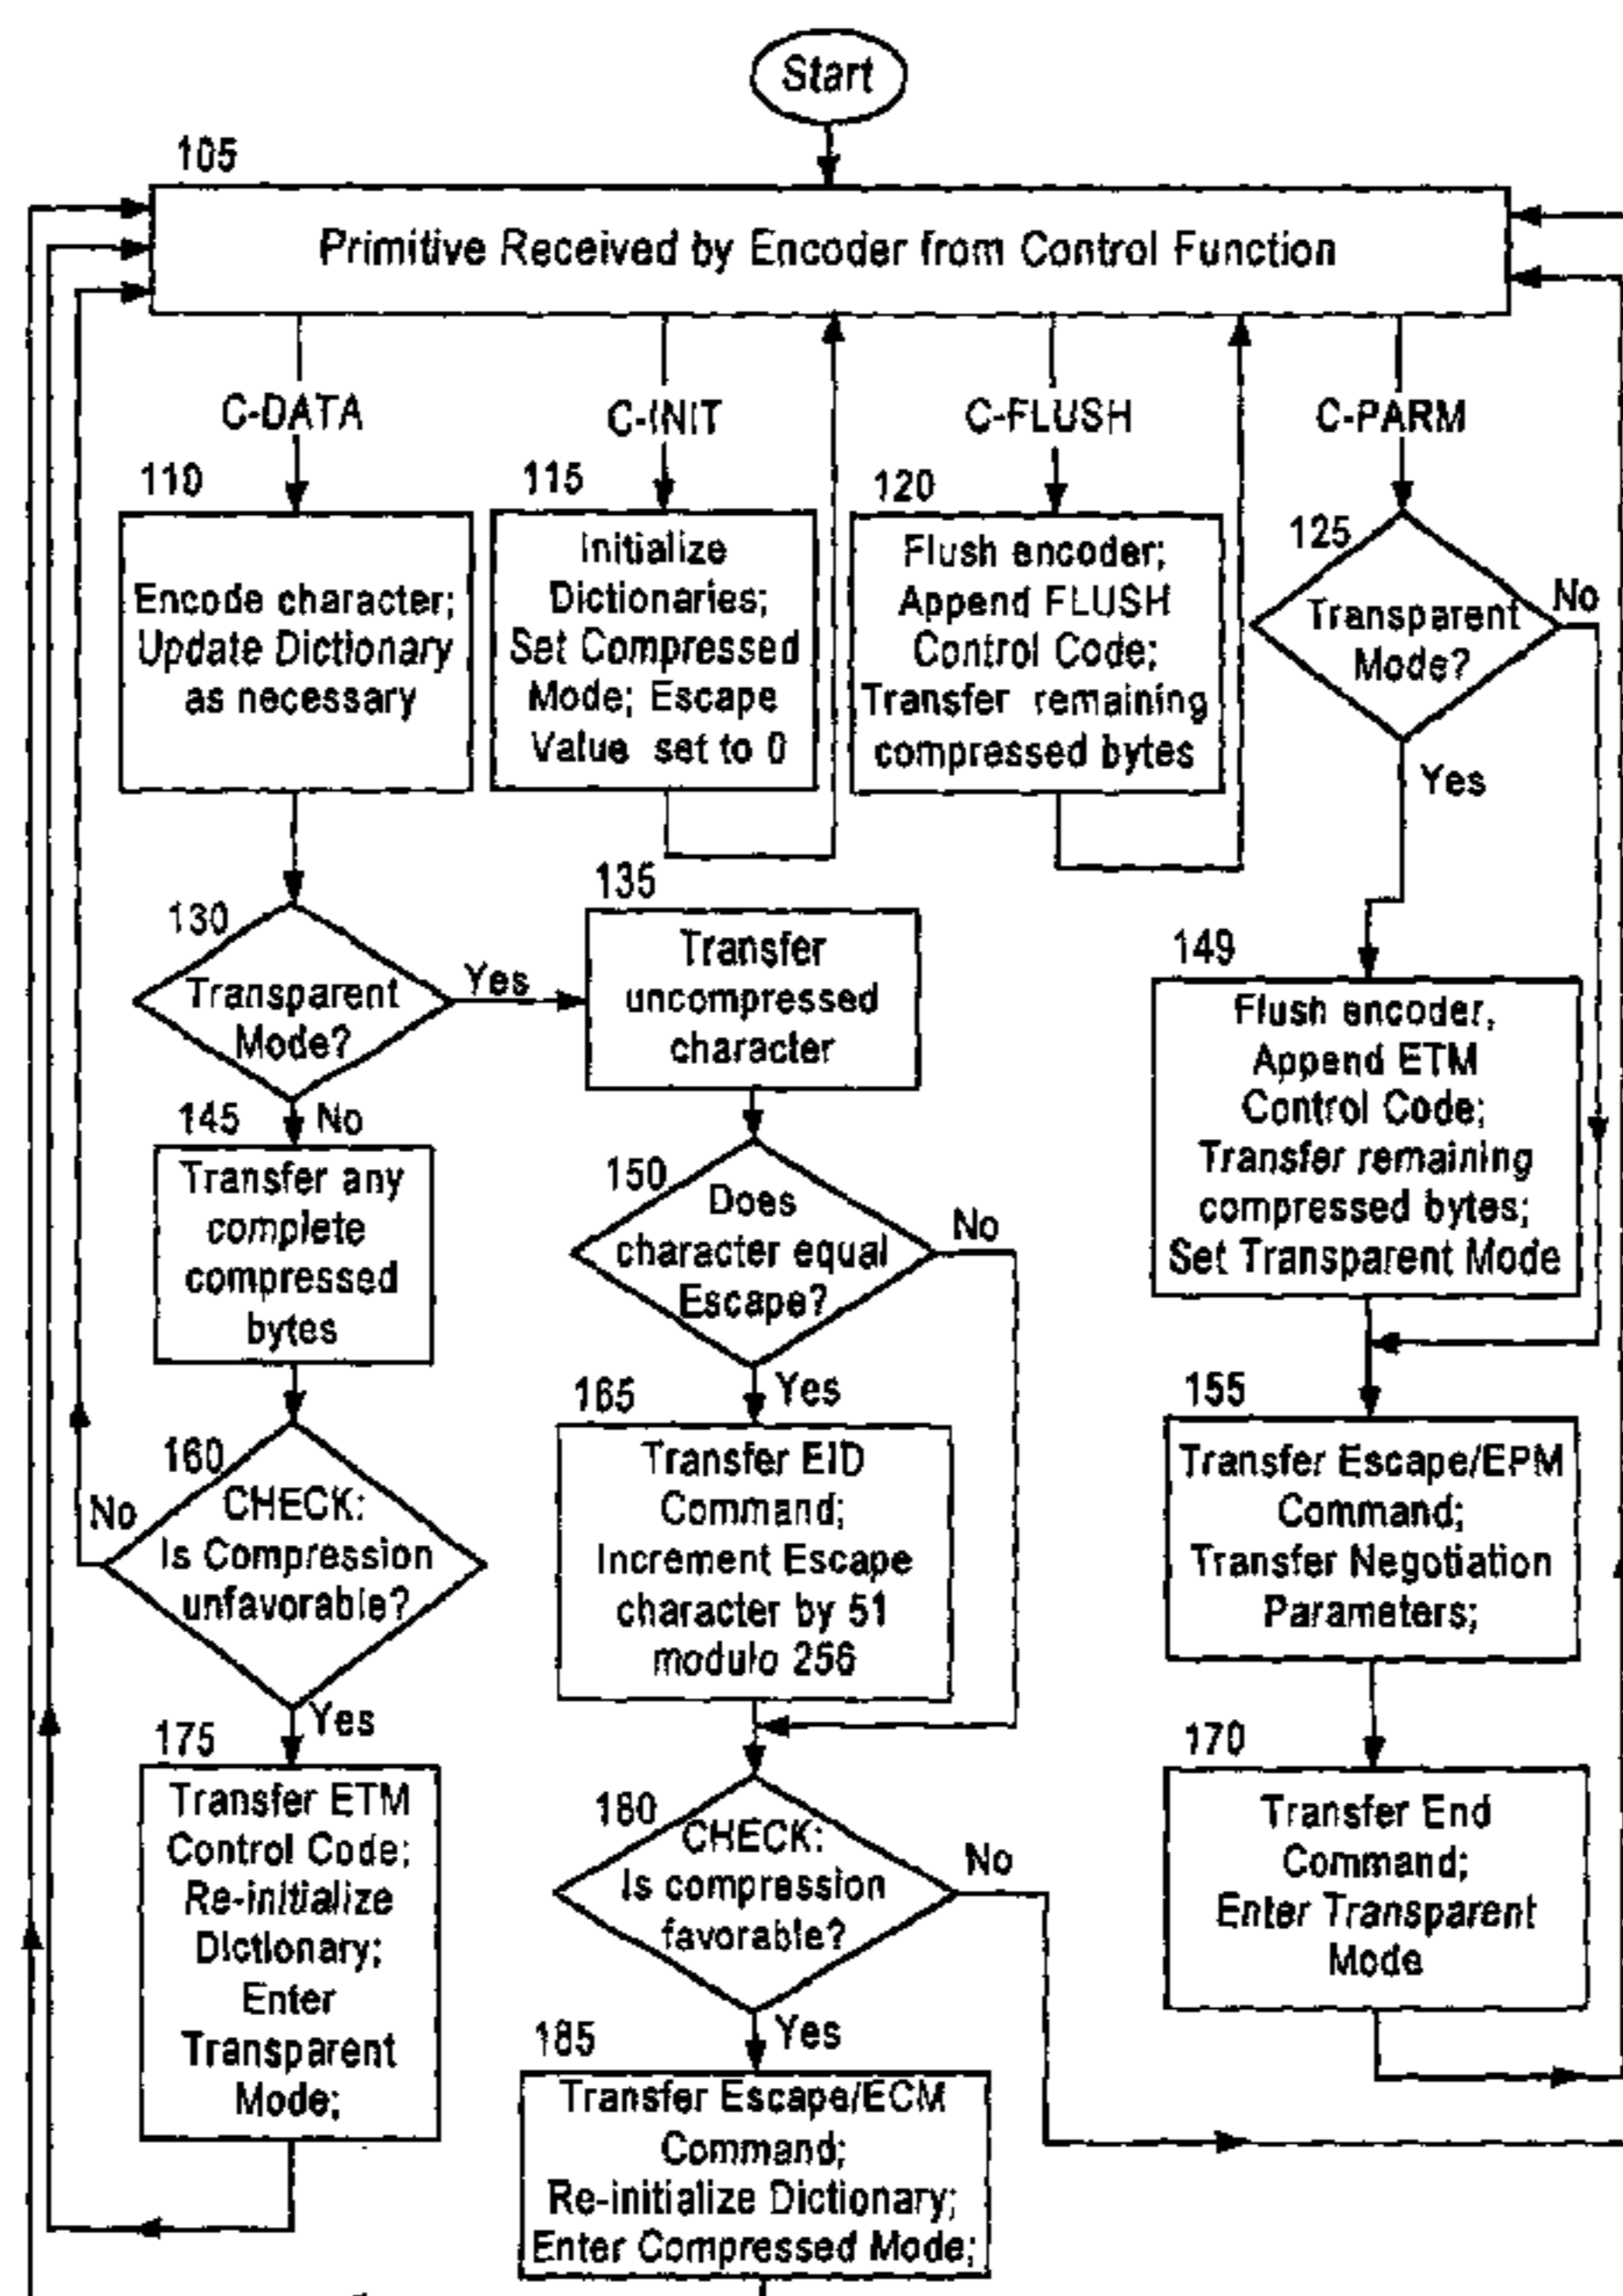 Start
105
Primitive Received by Encoder from Control Function
C-DATA
C-INIT
C-FLUSH
C-PARM
110
Encode character;
Update Dictionary
as necessary
115
Initialize
Dictionaries;
Set Compressed
Mode; Escape
Value set to 0
120
Flush encoder;
Append FLUSH
Control Code;
Transfer remaining
compressed bytes
125
Transparent
Mode?
No
Yes
130
Transparent
Mode?
Yes
No
135
Transfer
uncompressed
character
149
Flush encoder,
Append ETM
Control Code;
Transfer remaining
compressed bytes;
Set Transparent Mode
145
Transfer any
complete
compressed
bytes
150
Does
character equal
Escape?
No
Yes
155
Transfer Escape/EPM
Command;
Transfer Negotiation
Parameters;
160
CHECK:
Is Compression
unfavorable?
No
Yes
165
Transfer EID
Command;
Increment Escape
character by 51
modulo 256
170
Transfer End
Command;
Enter Transparent
Mode
175
Transfer ETM
Control Code;
Re-initialize
Dictionary;
Enter
Transparent
Mode;
180
CHECK:
Is compression
favorable?
No
Yes
185
Transfer Escape/ECM
Command;
Re-initialize Dictionary;
Enter Compressed Mode;